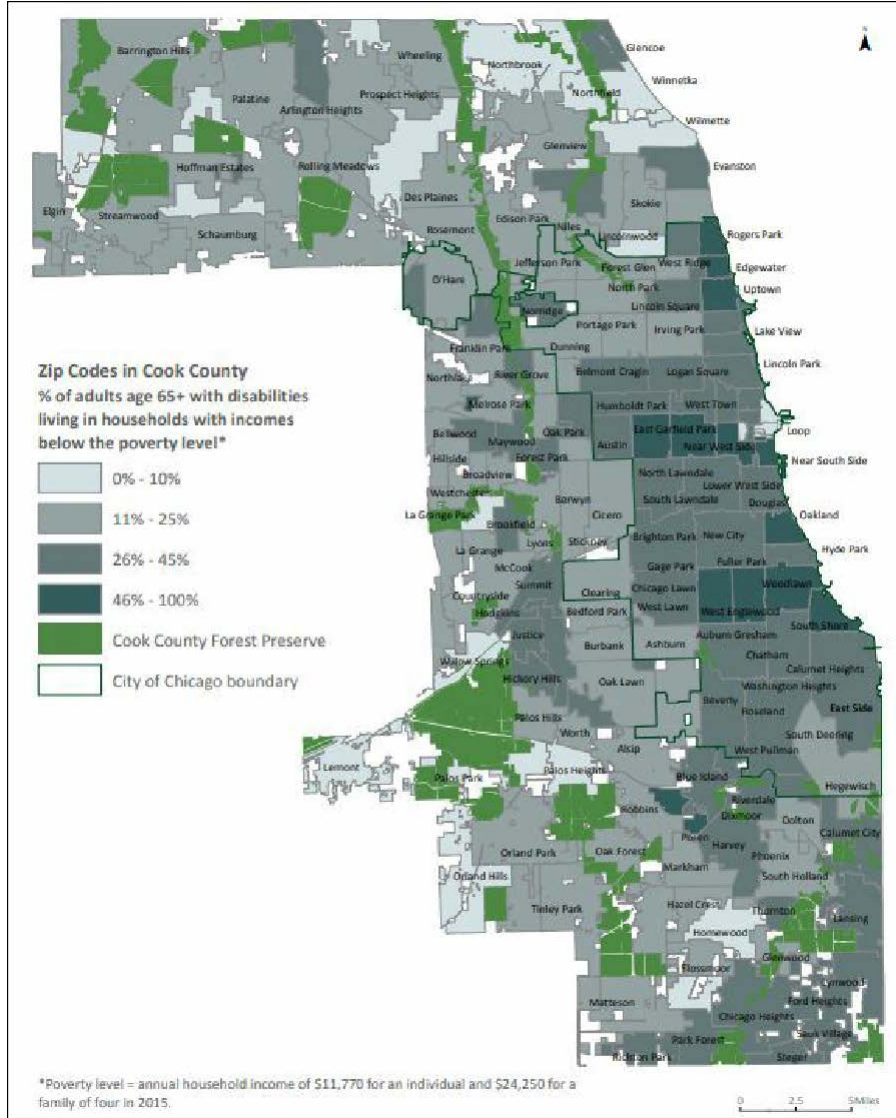 N
Barrington Hills
Wheeling
Northbrook
Glencoe
Winnetka
Northfield
Palatine
Prospect Heights
Arlington Heights
Wilmette
Glenview
Evanston
Hoffman Estates
Rolling Meadows
Des Plaines
Skokie
Elgin
Streamwood
Edison Park
Niles
Schaumburg
Rosemont
Lincolnwood
Rogers Park
Jefferson Park
Forest Glen
West Ridge
Edgewater
O'Hare
North Park
Uptown
Norridge
Lincoln Square
Portage Park
Irving Park
Lake View
Franklin Park
Dunning
Lincoln Park
Zip Codes in Cook County
% of adults age 65+ with disabilities
living in households with incomes
below the poverty level*
0% - 10%
11% - 25%
26% - 45%
46% - 100%
Cook County Forest Preserve
City of Chicago boundary
Northlake
River Grove
Belmont Cragin
Logan Square
Melrose Park
Humboldt Park
West Town
Bellwood
Maywood
Oak Park
Austin
East Garfield Park
Loop
Near West Side
Hillside
Forest Park
Near South Side
Broadview
North Lawndale
Lower West Side
Westchester
Berwyn
South Lawndale
Douglas
La Grange Park
Brookfield
Cicero
Oakland
Lyons
Stickney
Brighton Park
New City
Hyde Park
La Grange
McCook
Gage Park
Fuller Park
Summit
Clearing
Chicago Lawn
Woodlawn
Countryside
Hodgkins
Bedford Park
West Lawn
West Englewood
South Shore
Justice
Burbank
Ashburn
Auburn Gresham
Chatham
Willow Springs
Calumet Heights
Hickory Hills
Oak Lawn
Washington Heights
Beverly
Roseland
East Side
Palos Hills
Worth
South Deering
Alsip
West Pullman
Lemont
Palos Park
Palos Heights
Blue Island
Hegewisch
Robbins
Riverdale
Dixmoor
Dolton
Calumet City
Posen
Harvey
Orland Park
Oak Forest
Phoenix
Markham
South Holland
Orland Hills
Tinley Park
Hazel Crest
Thornton
Lansing
Homewood
Glenwood
Flossmoor
Lynwood
Matteson
Ford Heights
Chicago Heights
Sauk Village
Park Forest
Richton Park
Steger
*Poverty level = annual household income of $11,770 for an individual and $24,250 for a
family of four in 2015.
0 2.5 5Miles